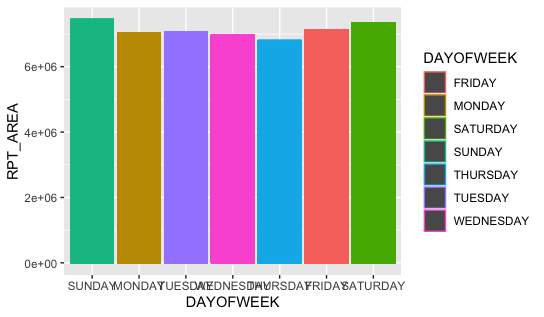 RPT_AREA
6e+06
4e+06
2e+06
0e+00
SUNDAY MONDAY TUESDAY WEDNESDAY THURSDAY FRIDAY SATURDAY
DAYOFWEEK
DAYOFWEEK
FRIDAY
MONDAY
SATURDAY
SUNDAY
THURSDAY
TUESDAY
WEDNESDAY